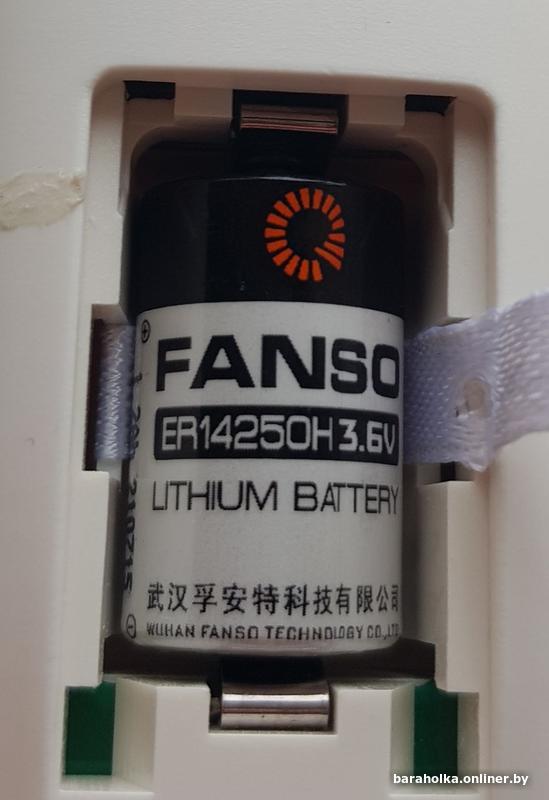 FANSO
ER14250H 3.6V
LITHIUM BATTERY
武汉孚安特科技有限公司
WUHAN FANSO TECHNOLOGY CO.,LTD
baraholka.onliner.by